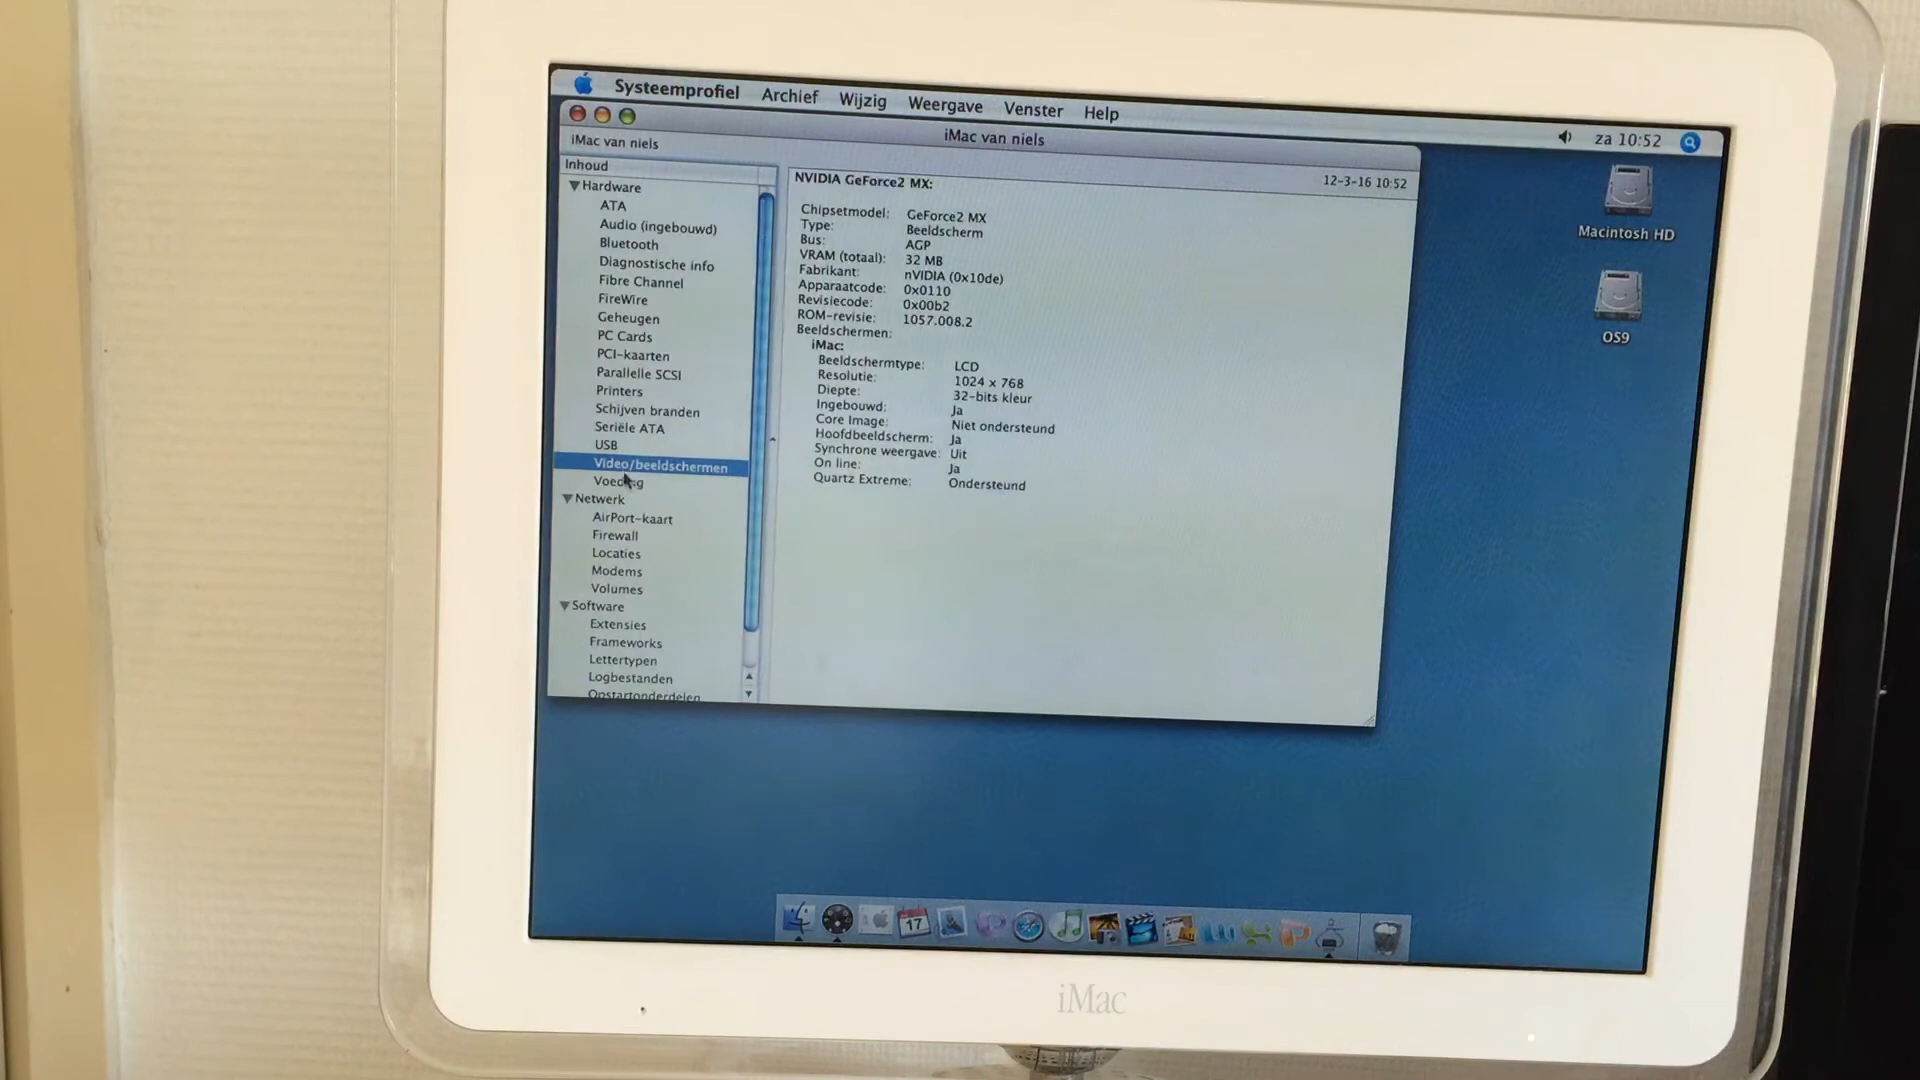 Systeemprofiel Archief Wijzig Weergave Venster Help
za 10:52
iMac van niels
iMac van niels
Inhoud
Hardware
ATA
Audio (ingebouwd)
Bluetooth
Diagnostische info
Fibre Channel
FireWire
Geheugen
PC Cards
PCI-kaarten
Parallelle SCSI
Printers
Schijven branden
Seriële ATA
USB
Video/beeldschermen
Voeding
Netwerk
AirPort-kaart
Firewall
Locaties
Modems
Volumes
Software
Extensies
Frameworks
Lettertypen
Logbestanden
Opstartonderdelen
NVIDIA GeForce2 MX:
12-3-16 10:52
Chipsetmodel: GeForce2 MX
Type: Beeldscherm
Bus: AGP
VRAM (totaal): 32 MB
Fabrikant: nVIDIA (0x10de)
Apparaatcode: 0x0110
Revisiecode: 0x00b2
ROM-revisie: 1057.008.2
Beeldschermen:
iMac:
Beeldschermtype: LCD
Resolutie: 1024 x 768
Diepte: 32-bits kleur
Ingebouwd: Ja
Core Image: Niet ondersteund
Hoofdbeeldscherm: Ja
Synchrone weergave: Uit
On line: Ja
Quartz Extreme: Ondersteund
Macintosh HD
OS9
17
iMac